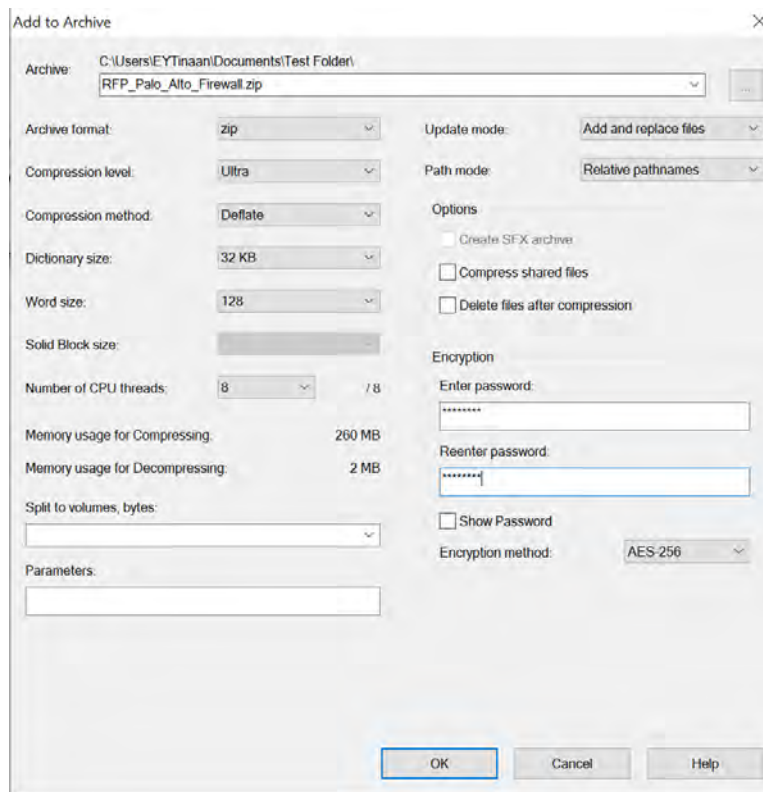 Add to Archive
Archive: C:\Users\EYTinaan\Documents\Test Folder\
RFP_Palo_Alto_Firewall.zip
...
Archive format: zip
Update mode: Add and replace files
Compression level: Ultra
Path mode: Relative pathnames
Compression method: Deflate
Options
Create SFX archive
Dictionary size: 32 KB
Compress shared files
Word size: 128
Delete files after compression
Solid Block size:
Encryption
Number of CPU threads: 8 / 8
Enter password:
********
Memory usage for Compressing: 260 MB
Reenter password:
Memory usage for Decompressing: 2 MB
********
Split to volumes, bytes:
Show Password
Encryption method: AES-256
Parameters:
OK Cancel Help